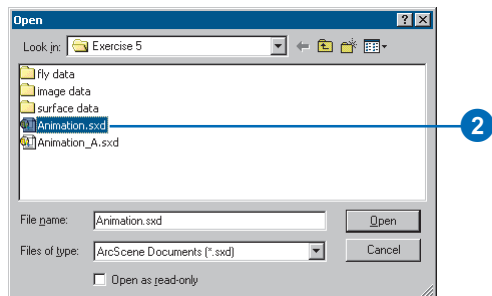 Open
Look in: Exercise 5
fly data
image data
surface data
Animation.sxd
2
Animation_A.sxd
File name: Animation.sxd Open
Files of type: ArcScene Documents (*.sxd) Cancel
Open as read-only